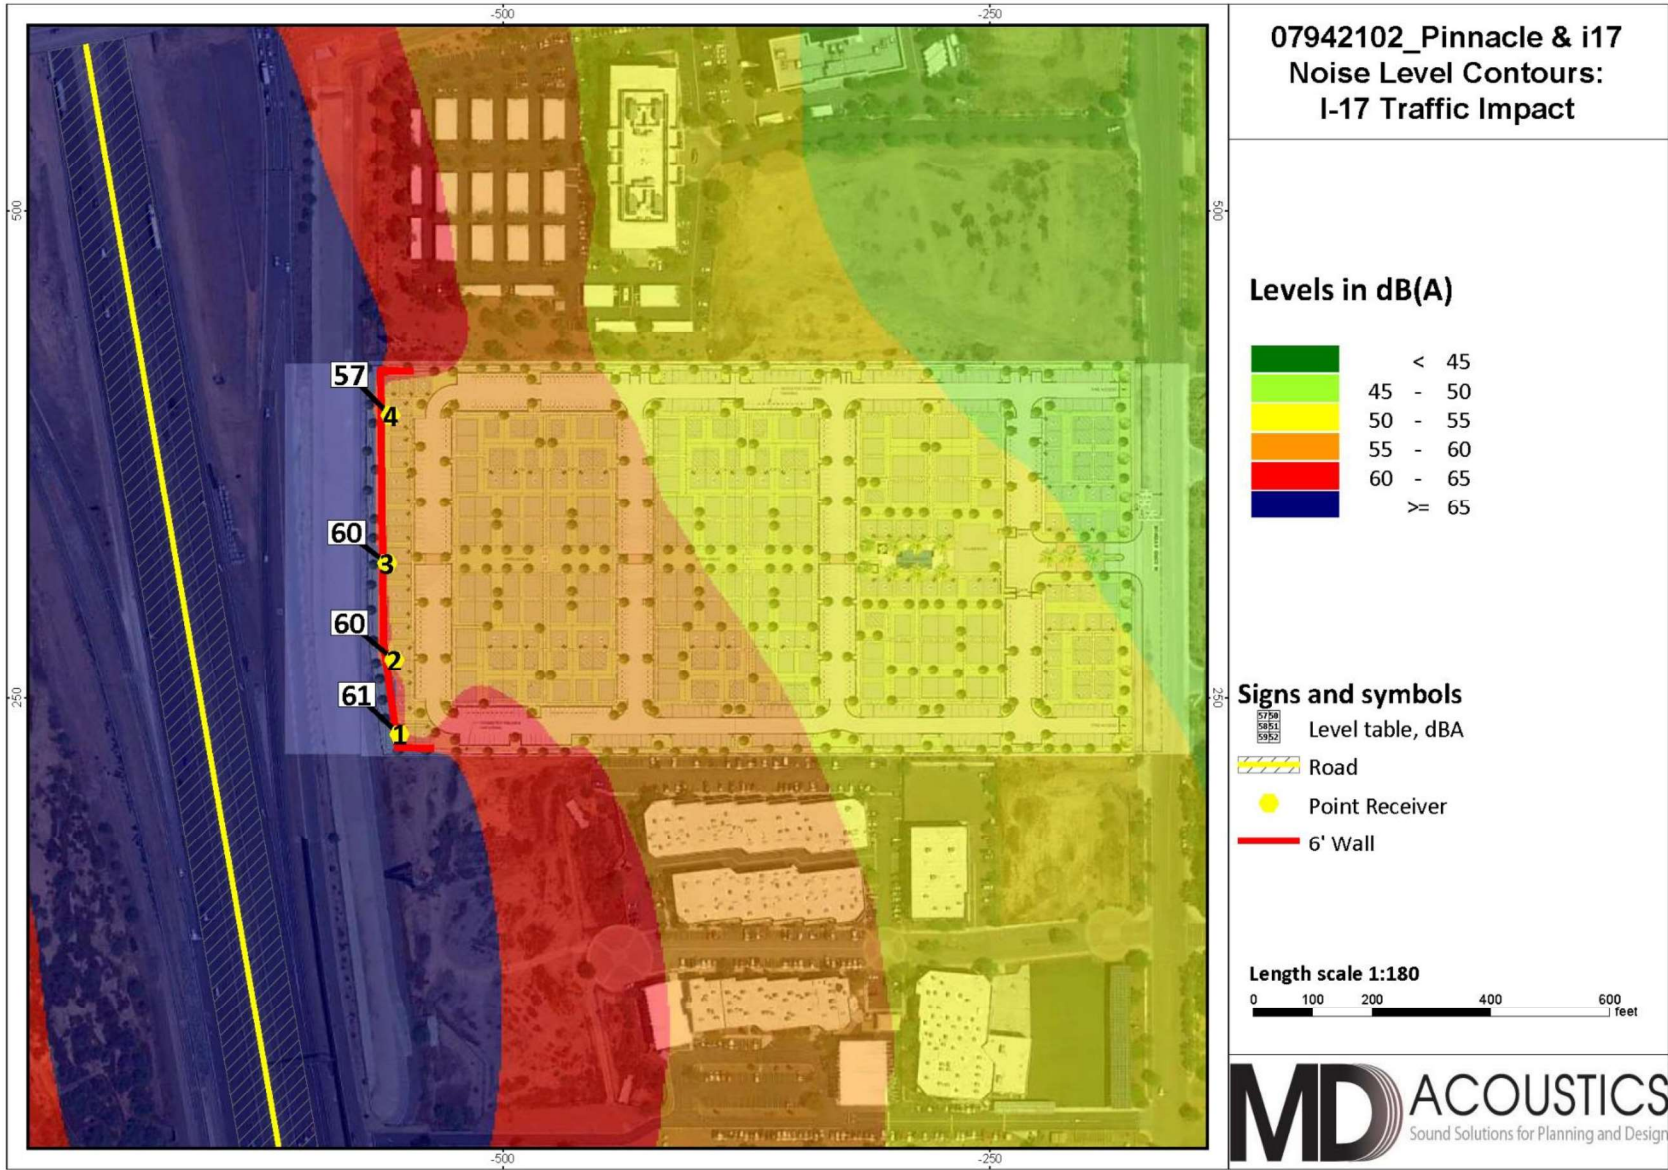 -500
-250
500
500
57
4
60
3
60
2
61
1
250
250
-500
-250
07942102_Pinnacle & i17
Noise Level Contours:
I-17 Traffic Impact
Levels in dB(A)
< 45
45 - 50
50 - 55
55 - 60
60 - 65
>= 65
Signs and symbols
5750
5851
5952
Level table, dBA
Road
Point Receiver
6' Wall
Length scale 1:180
0 100 200 400 600
feet
MD ACOUSTICS
Sound Solutions for Planning and Design